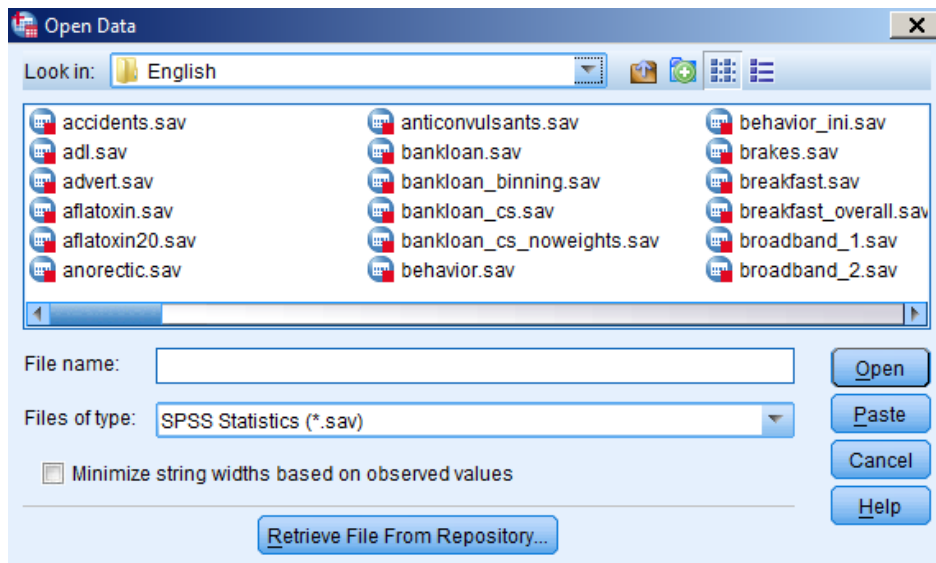 Open Data
Look in: English
accidents.sav anticonvulsants.sav behavior_ini.sav
adl.sav bankloan.sav brakes.sav
advert.sav bankloan_binning.sav breakfast.sav
aflatoxin.sav bankloan_cs.sav breakfast_overall.sav
aflatoxin20.sav bankloan_cs_noweights.sav broadband_1.sav
anorectic.sav behavior.sav broadband_2.sav
File name: Open
Files of type: SPSS Statistics (*.sav) Paste
Minimize string widths based on observed values Cancel
Help
Retrieve File From Repository...